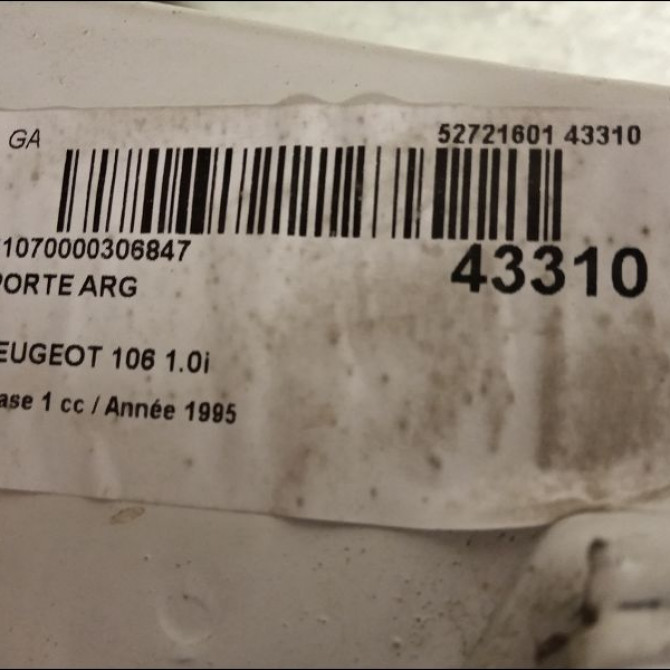 GA 52721601 43310
1070000306847 43310
PORTE ARG
EUGEOT 106 1.0i
ase 1 cc / Année 1995